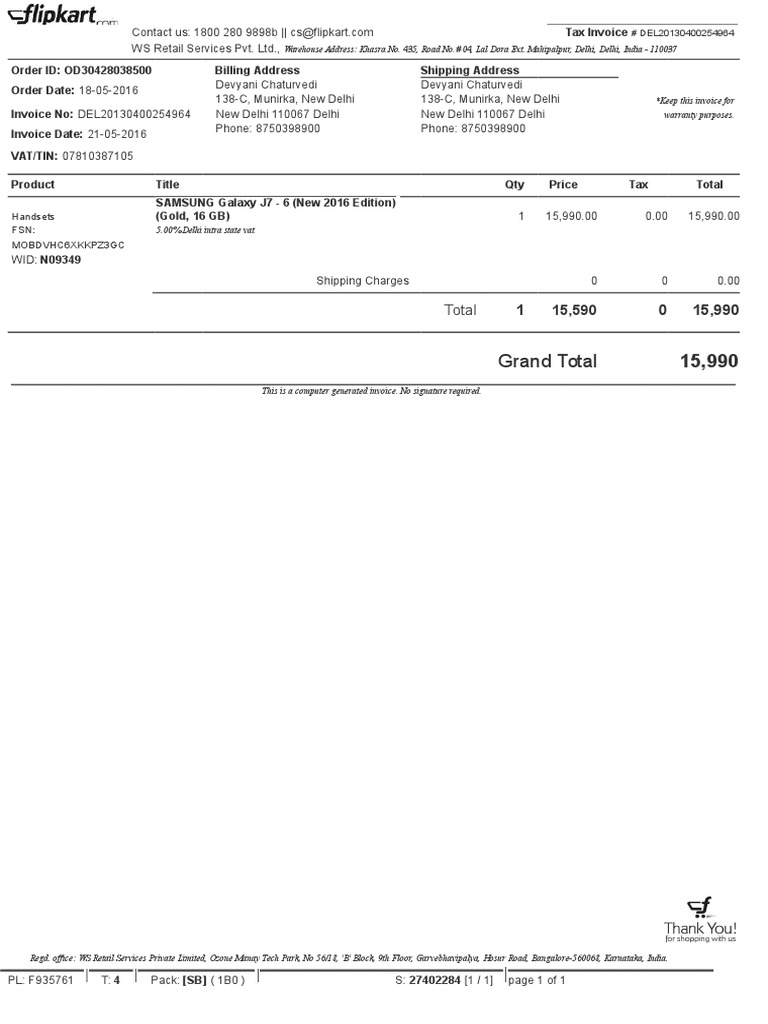 flipkart.com
Contact us: 1800 280 9898b || cs@flipkart.com
Tax Invoice # DEL20130400254964
WS Retail Services Pvt. Ltd., Warehouse Address: Khasra No. 435, Road No.# 04, Lal Dora Ext. Mahipalpur, Delhi, Delhi, India - 110037
Order ID: OD30428038500
Order Date: 18-05-2016
Invoice No: DEL20130400254964
Invoice Date: 21-05-2016
VAT/TIN: 07810387105
Billing Address
Devyani Chaturvedi
138-C, Munirka, New Delhi
New Delhi 110067 Delhi
Phone: 8750398900
Shipping Address
Devyani Chaturvedi
138-C, Munirka, New Delhi
New Delhi 110067 Delhi
Phone: 8750398900
*Keep this invoice for
warranty purposes.
Product Title Qty Price Tax Total
SAMSUNG Galaxy J7 - 6 (New 2016 Edition)
Handsets (Gold, 16 GB) 1 15,990.00 0.00 15,990.00
FSN: 5.00% Delhi intra state vat
MOBDVHC6XKKPZ3GC
WID: N09349
Shipping Charges 0 0 0.00
Total 1 15,590 0 15,990
Grand Total 15,990
This is a computer generated invoice. No signature required.
Thank You!
for shopping with us
Regd. office: WS Retail Services Private Limited, Ozone Manay Tech Park, No 56/18, 'B' Block, 9th Floor, Garvebhavipalya, Hosur Road, Bangalore-560068, Karnataka, India.
PL: F935761 T: 4 Pack: [SB] ( 1B0 ) S: 27402284 [1 / 1] page 1 of 1